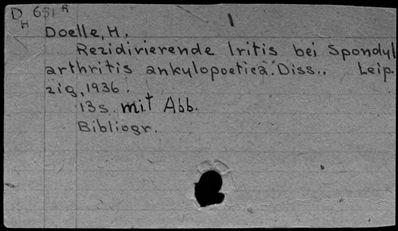 D 651 R
H
Doelle, H.
Rezidivierende Iritis bei Spondyl
arthritis ankylopoetica. Diss.. Leip
zig, 1936.
13s. mit Abb.
Bibliogr.